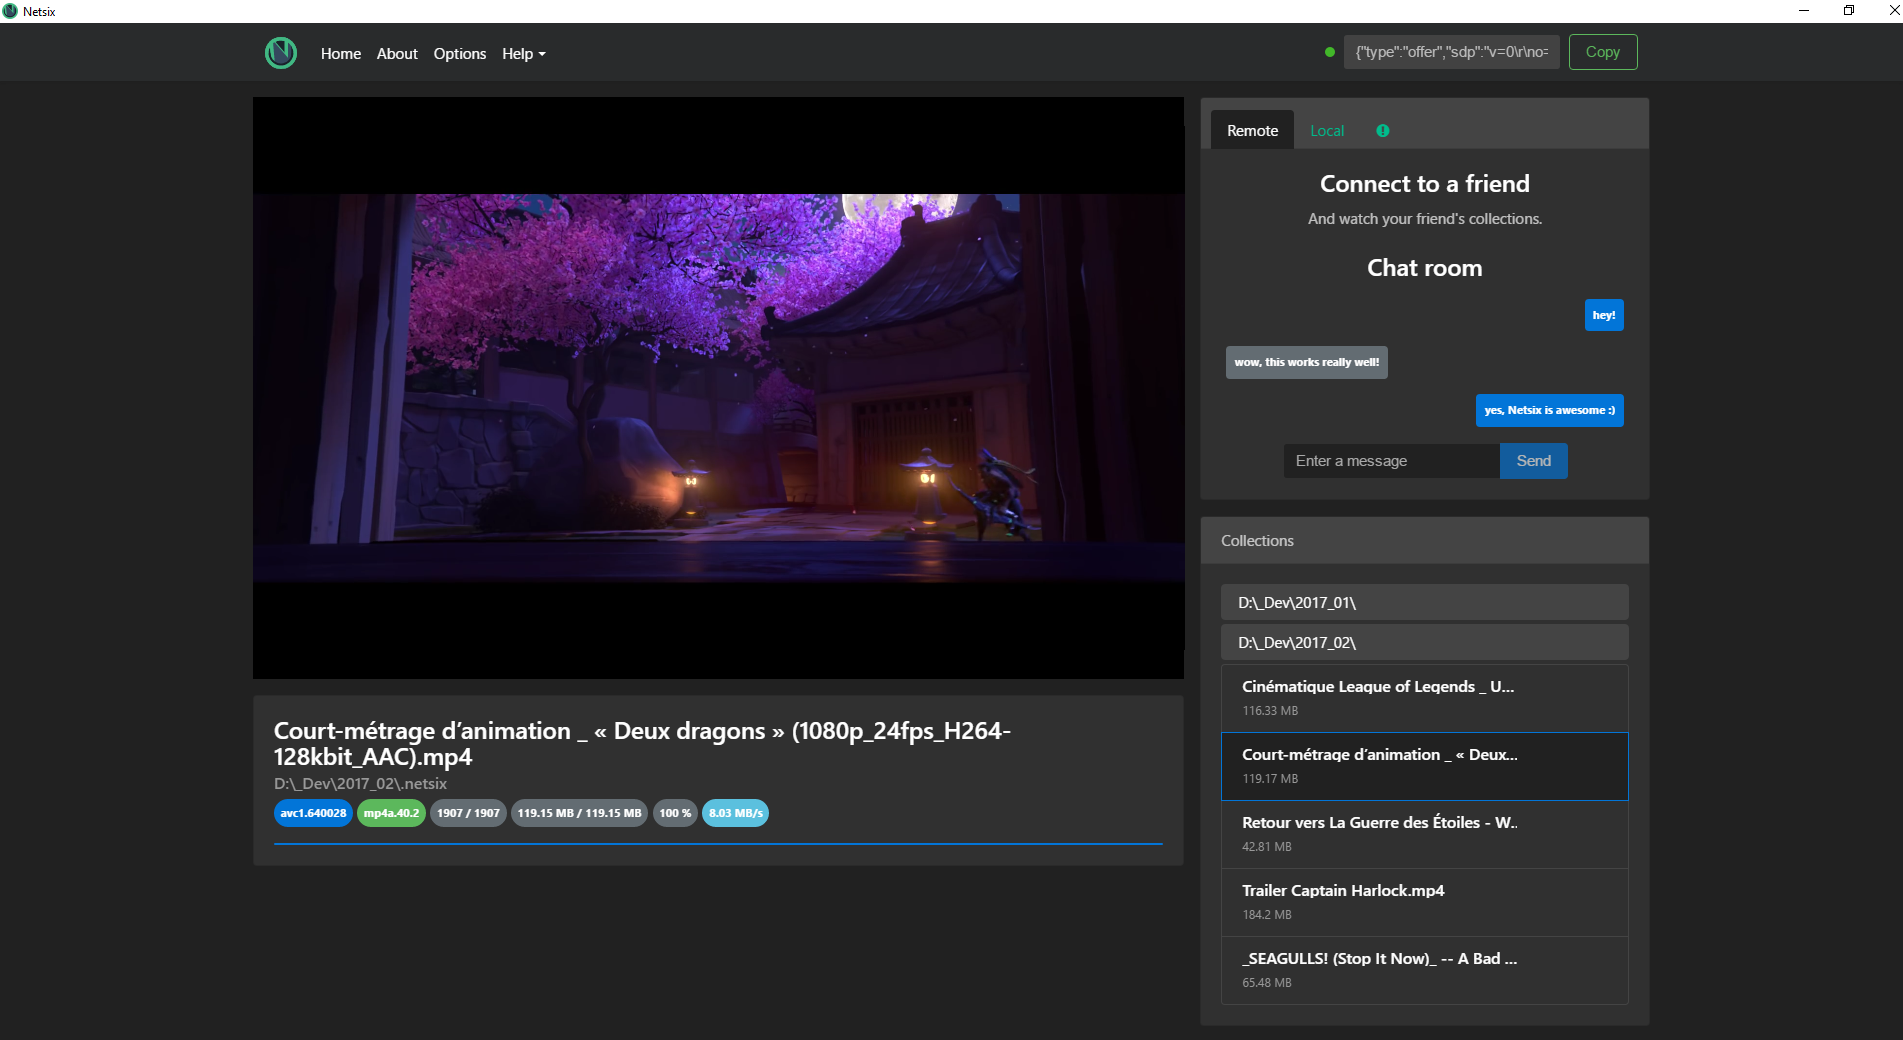 Netsix
Home About Options Help
{"type":"offer","sdp":"v=0\r\no=
Copy
Remote Local
Connect to a friend
And watch your friend's collections.
Chat room
hey!
wow, this works really well!
yes, Netsix is awesome :)
Enter a message
Send
Collections
D:\_Dev\2017_01\
D:\_Dev\2017_02\
Cinématique League of Legends _ U...
116.33 MB
Court-métrage d’animation _ « Deux...
119.17 MB
Retour vers La Guerre des Étoiles - W..
42.81 MB
Trailer Captain Harlock.mp4
184.2 MB
_SEAGULLS! (Stop It Now)_ -- A Bad ...
65.48 MB
Court-métrage d’animation _ « Deux dragons » (1080p_24fps_H264-
128kbit_AAC).mp4
D:\_Dev\2017_02\.netsix
avc1.640028 mp4a.40.2 1907 / 1907 119.15 MB / 119.15 MB 100 % 8.03 MB/s